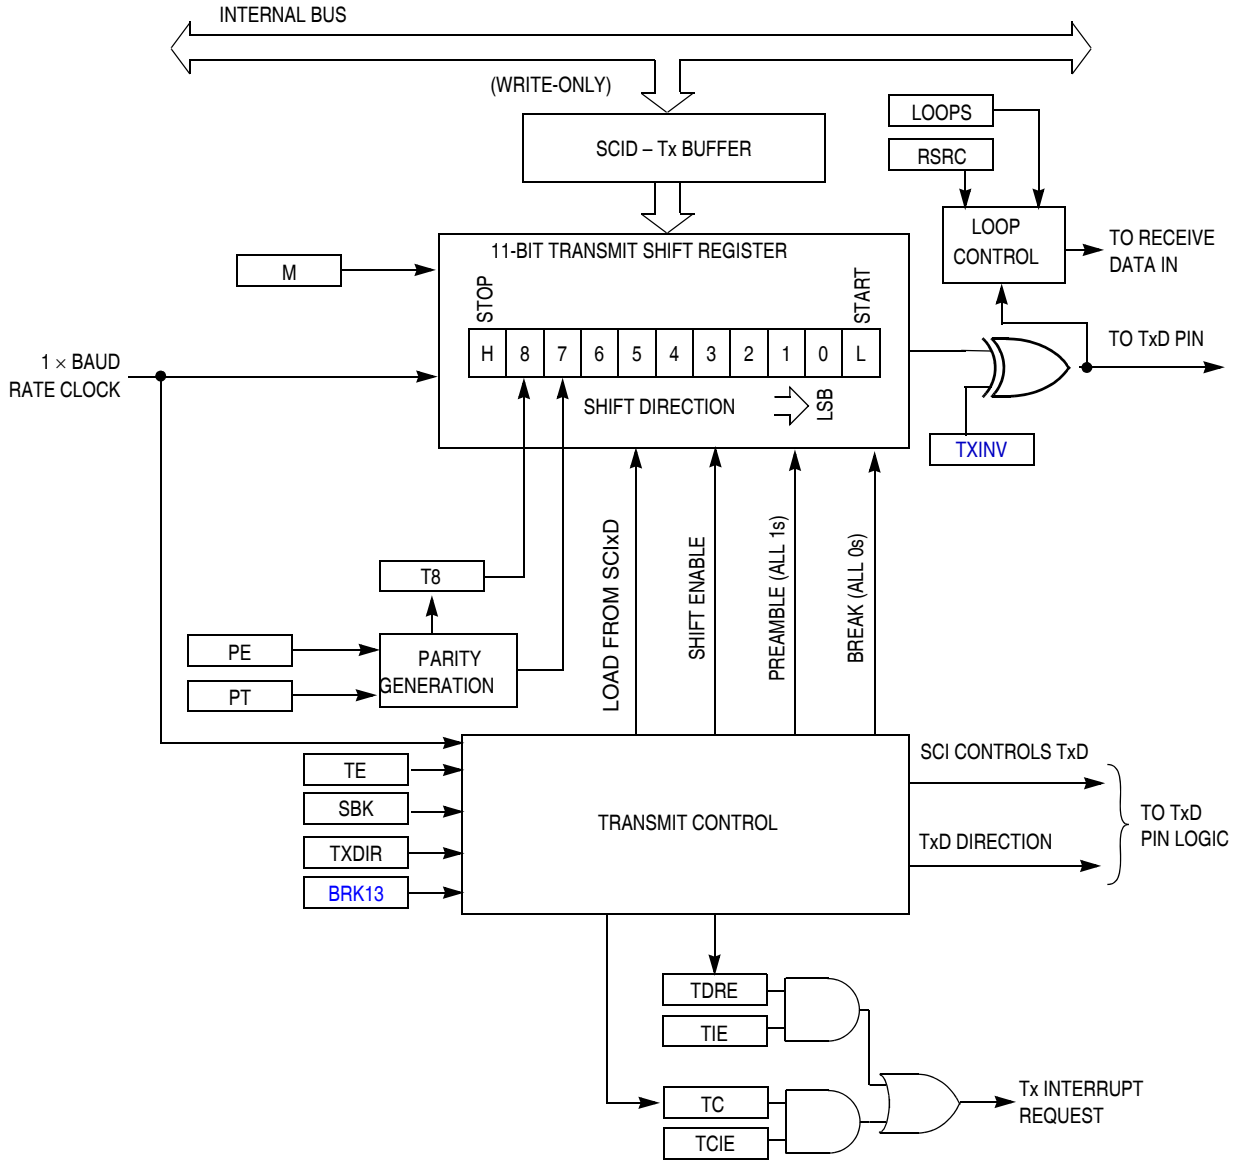 INTERNAL BUS
(WRITE-ONLY)
SCID – Tx BUFFER
LOOPS
RSRC
LOOP
CONTROL
TO RECEIVE
DATA IN
11-BIT TRANSMIT SHIFT REGISTER
M
STOP
START
H 8 7 6 5 4 3 2 1 0 L
1 × BAUD
RATE CLOCK
SHIFT DIRECTION
LSB
TO TxD PIN
TXINV
LOAD FROM SCIxD
SHIFT ENABLE
PREAMBLE (ALL 1s)
BREAK (ALL 0s)
T8
PE
PT
PARITY
GENERATION
TE
SBK
TXDIR
BRK13
TRANSMIT CONTROL
SCI CONTROLS TxD
TxD DIRECTION
TO TxD
PIN LOGIC
TDRE
TIE
TC
TCIE
Tx INTERRUPT
REQUEST